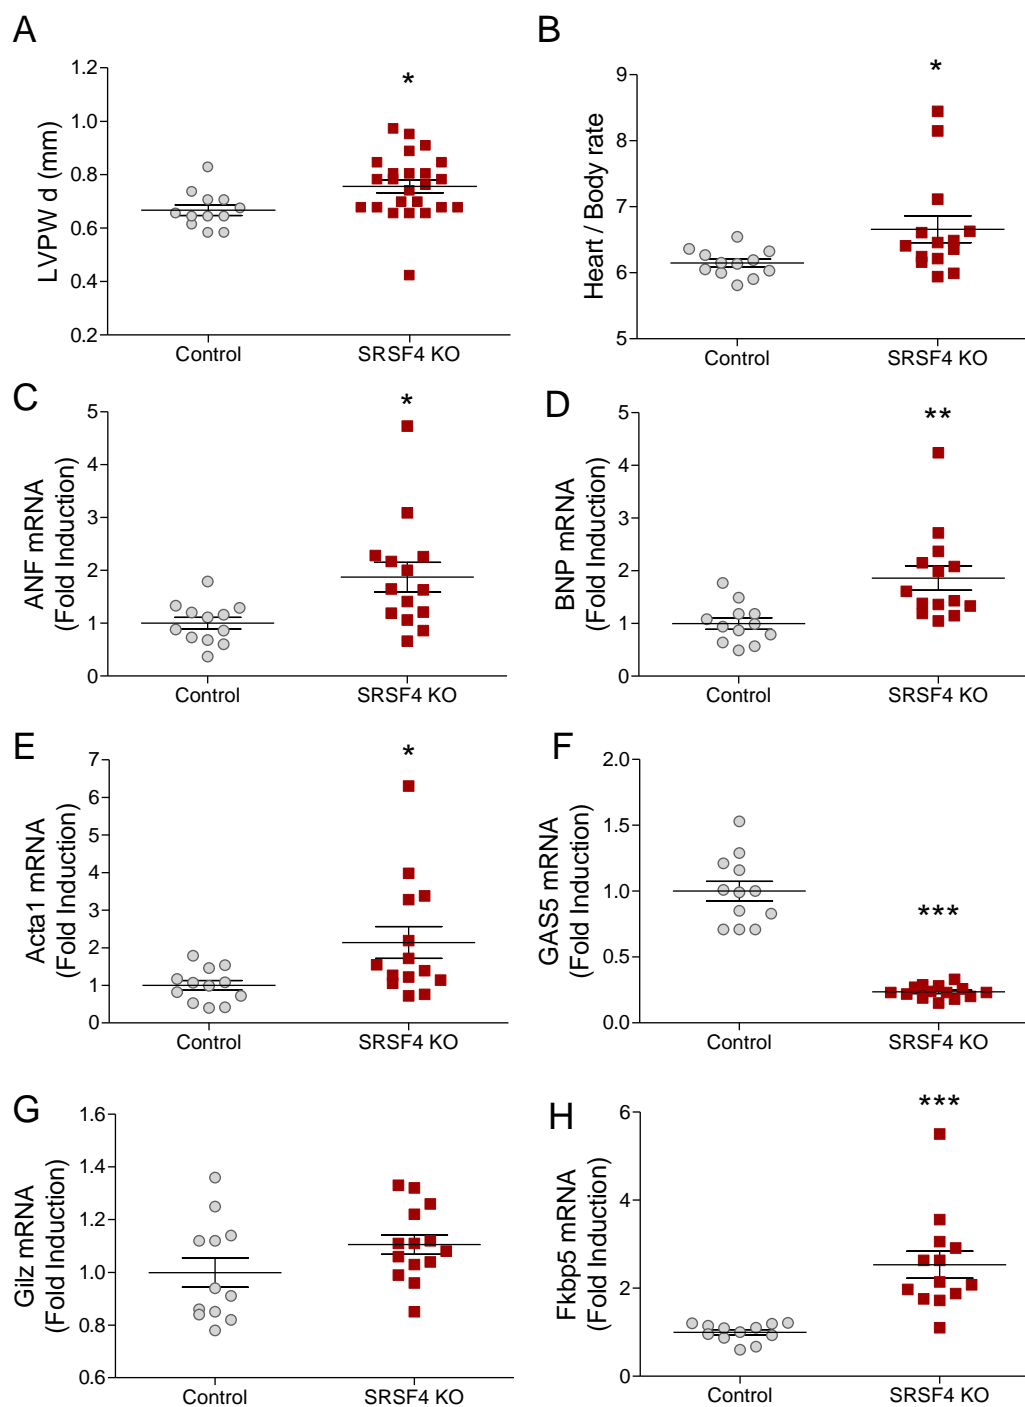 A
LVPW d (mm)
1.2
1.0
0.8
0.6
0.4
0.2
*
Control
SRSF4 KO
B
Heart / Body rate
9
8
7
6
5
*
Control
SRSF4 KO
C
ANF mRNA
(Fold Induction)
5
4
3
2
1
0
*
Control
SRSF4 KO
D
BNP mRNA
(Fold Induction)
5
4
3
2
1
0
**
Control
SRSF4 KO
E
Acta1 mRNA
(Fold Induction)
7
6
5
4
3
2
1
0
*
Control
SRSF4 KO
F
GAS5 mRNA
(Fold Induction)
2.0
1.5
1.0
0.5
0.0
***
Control
SRSF4 KO
G
Gilz mRNA
(Fold Induction)
1.6
1.4
1.2
1.0
0.8
0.6
Control
SRSF4 KO
H
Fkbp5 mRNA
(Fold Induction)
6
4
2
0
***
Control
SRSF4 KO